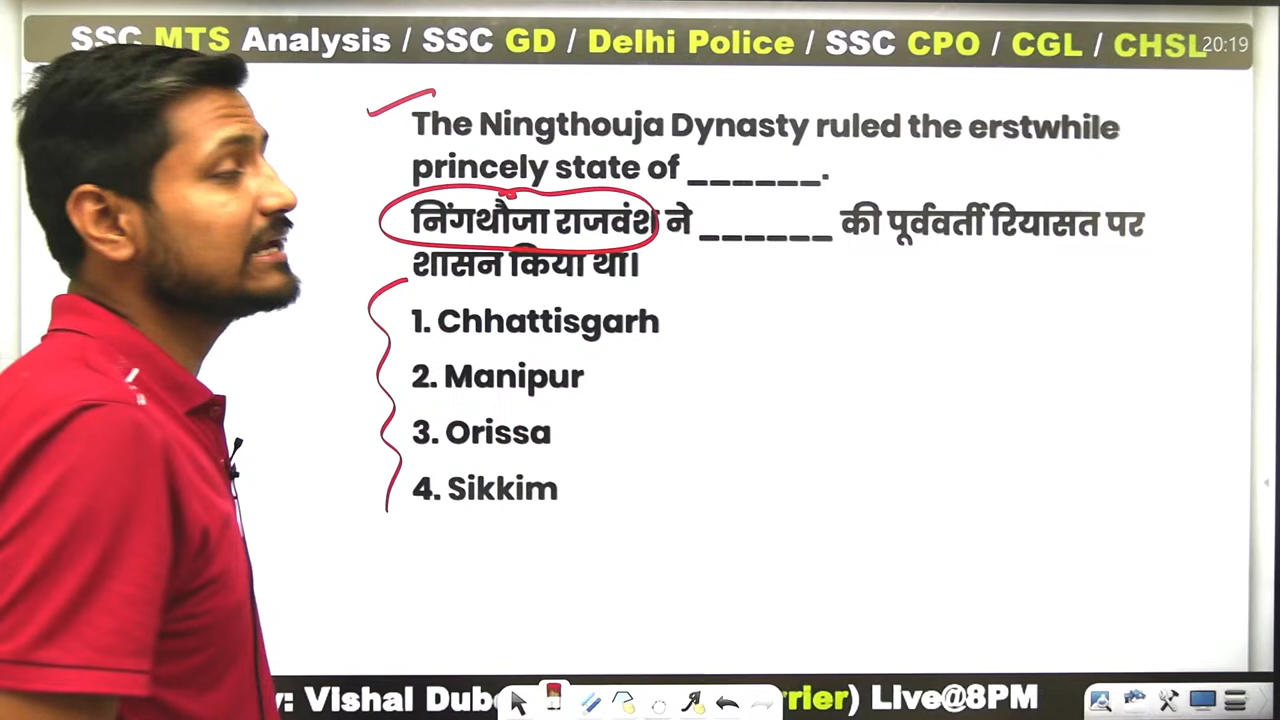 SSC MTS Analysis / SSC GD / Delhi Police / SSC CPO / CGL / CHSL 20:19
The Ningthouja Dynasty ruled the erstwhile
princely state of ______.
निंगथौजा राजवंश ने ______ की पूर्ववर्ती रियासत पर
शासन किया था।
1. Chhattisgarh
2. Manipur
3. Orissa
4. Sikkim
Vishal Live@8PM